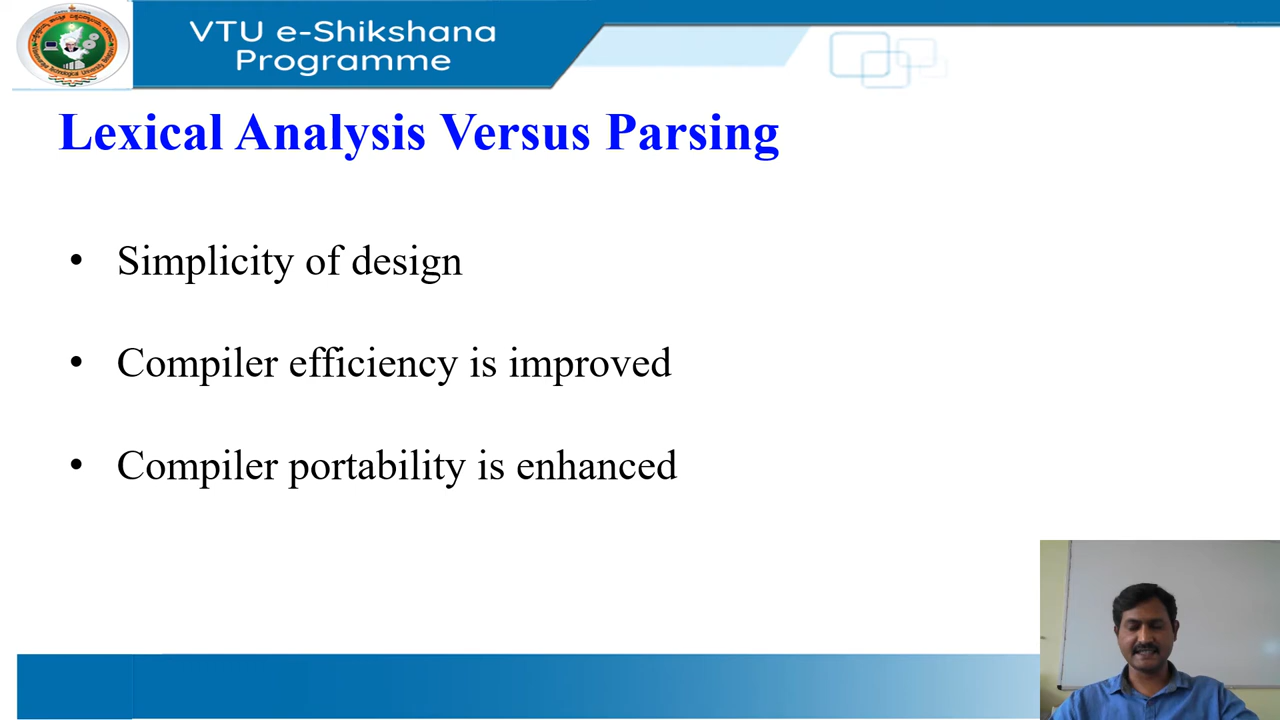 VTU e-Shikshana
Programme
Lexical Analysis Versus Parsing
• Simplicity of design
• Compiler efficiency is improved
• Compiler portability is enhanced